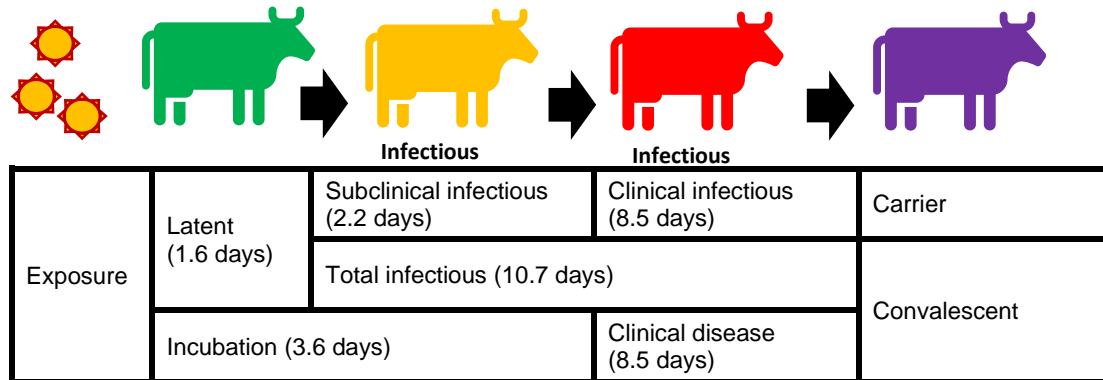 Infectious
Infectious
Exposure
Latent
(1.6 days)
Subclinical infectious
(2.2 days)
Clinical infectious
(8.5 days)
Carrier
Total infectious (10.7 days)
Convalescent
Incubation (3.6 days)
Clinical disease
(8.5 days)